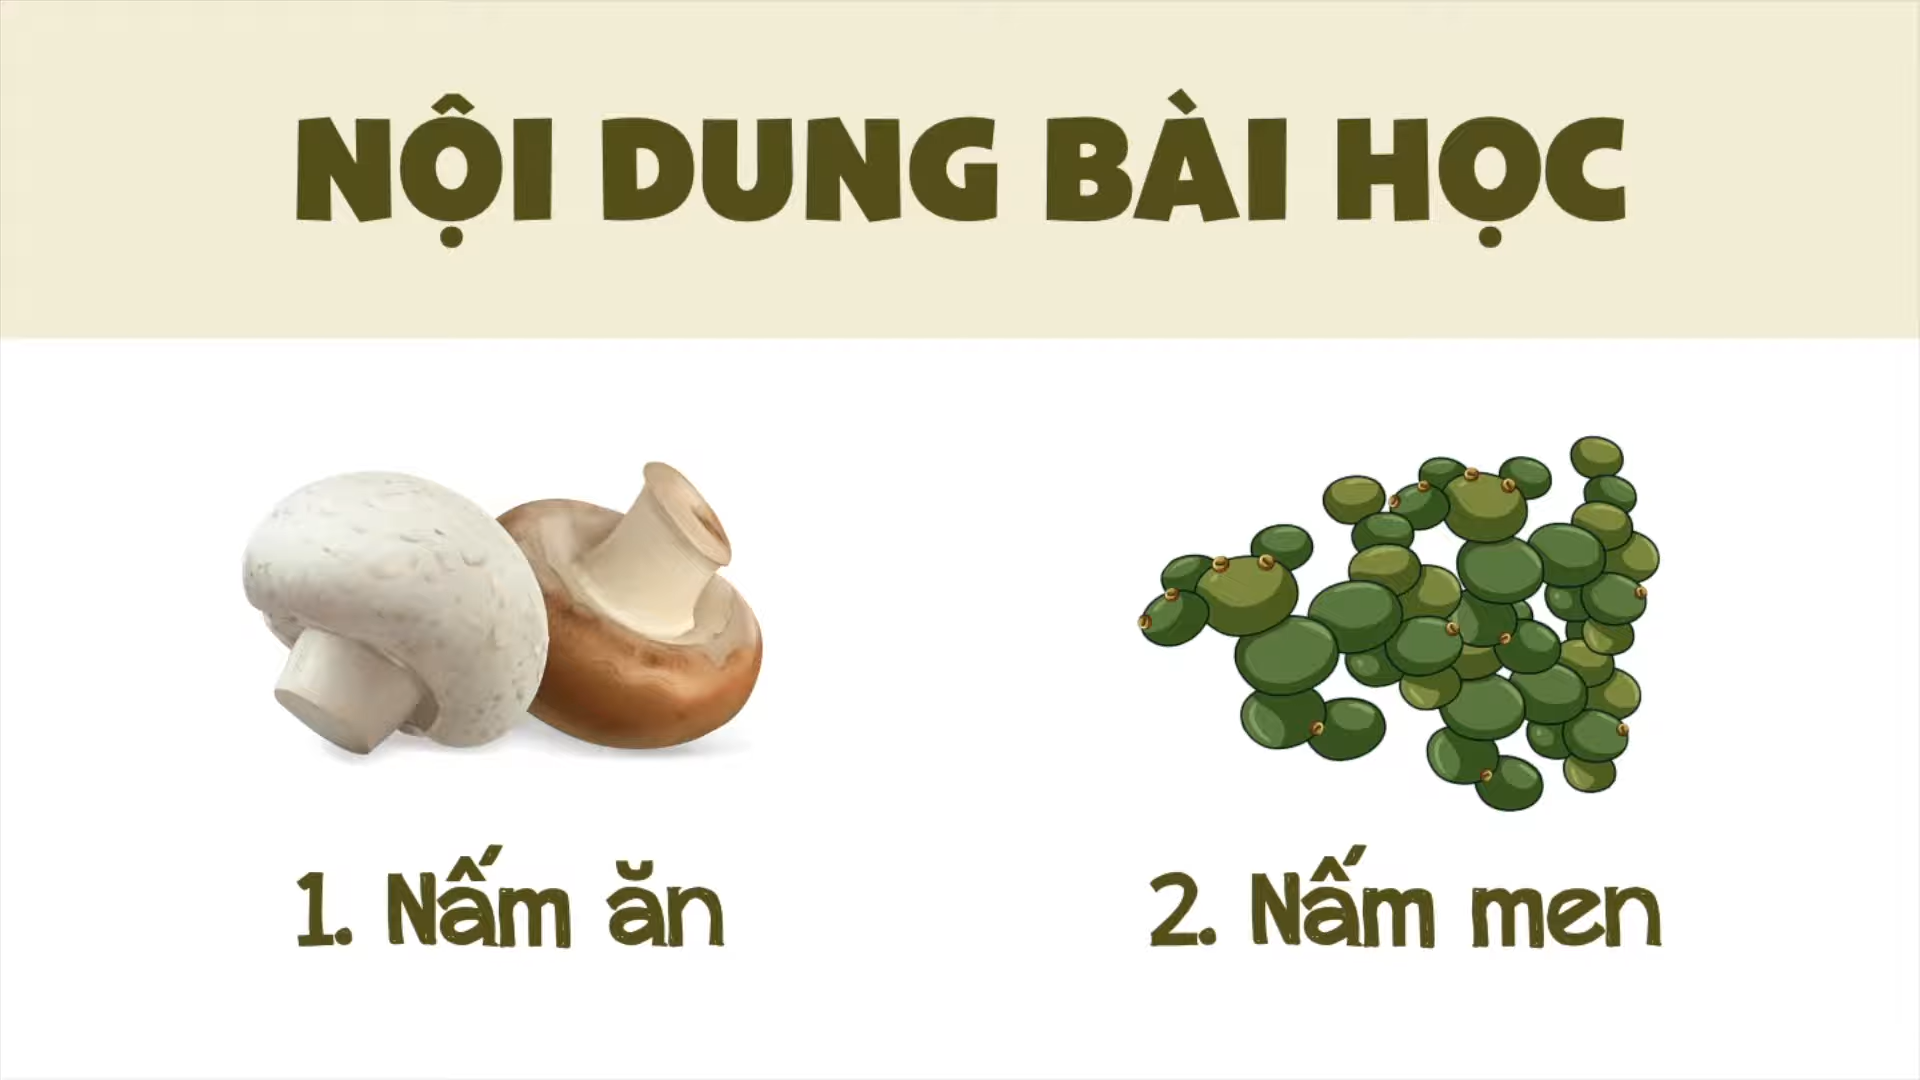 NỘI DUNG BÀI HỌC
1. Nấm ăn
2. Nấm men